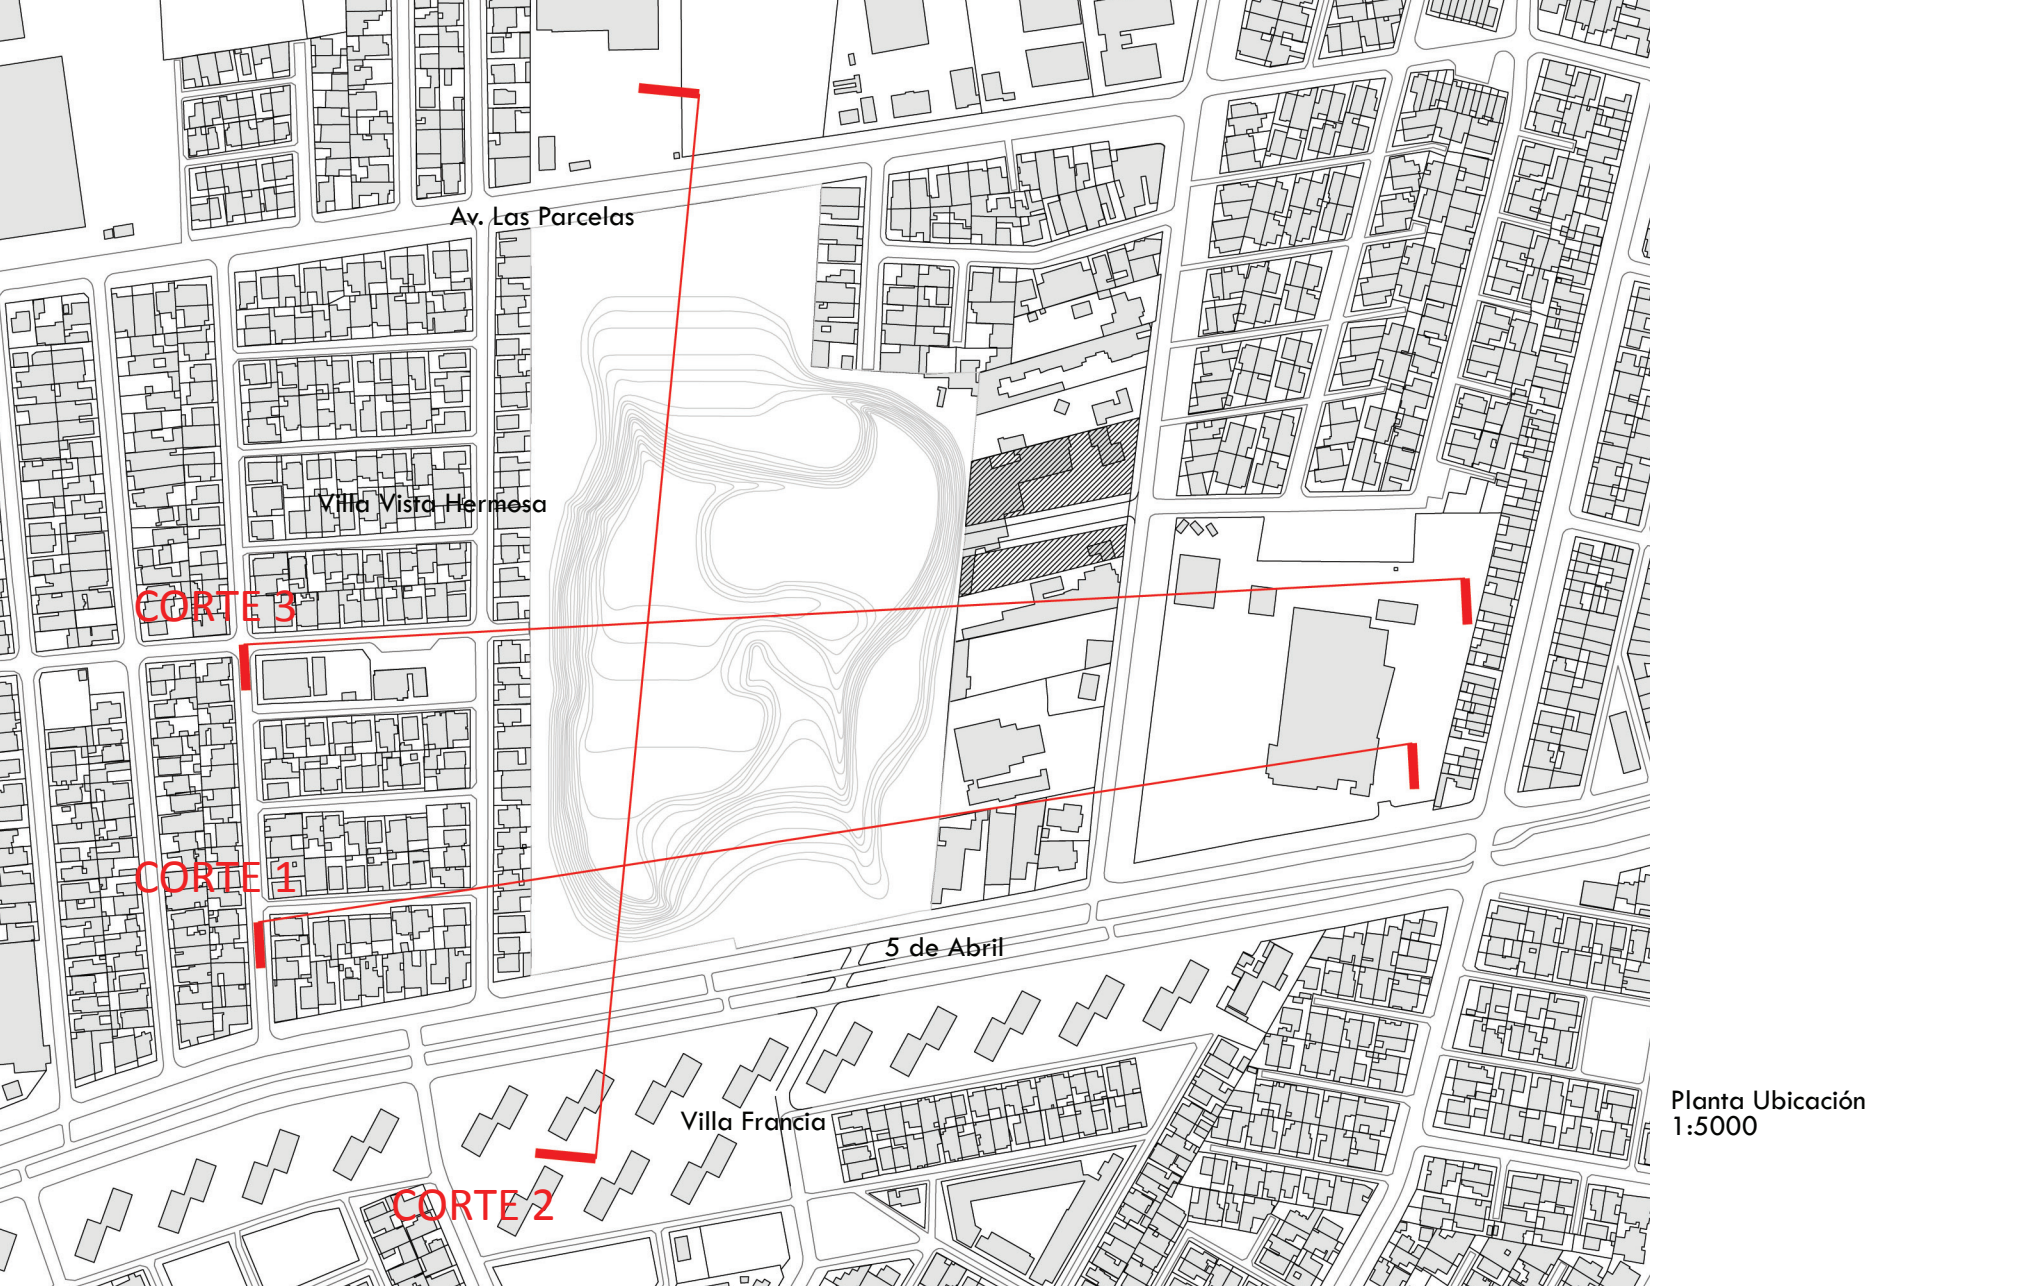 Av. Las Parcelas
Villa Vista Hermosa
CORTE 3
CORTE 1
5 de Abril
Villa Francia
Planta Ubicación
1:5000
CORTE 2